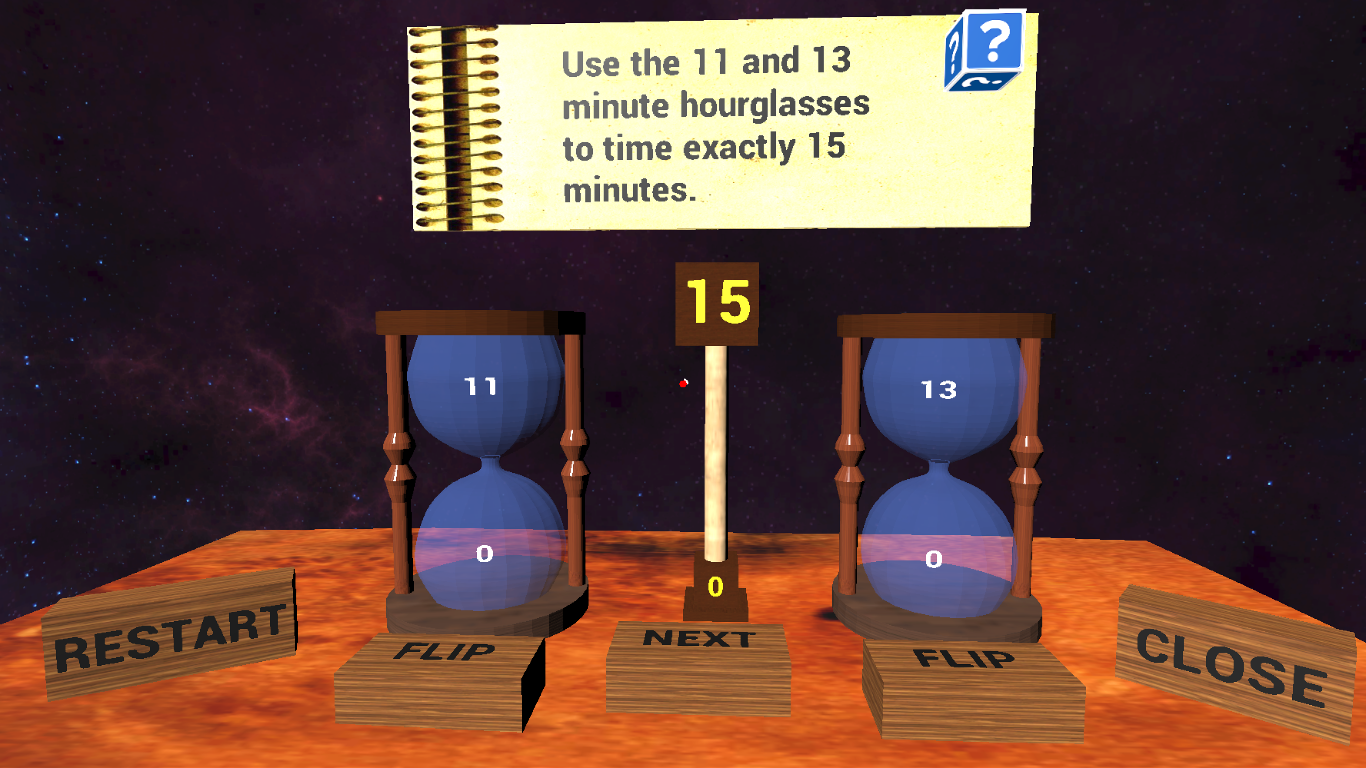 Use the 11 and 13
minute hourglasses
to time exactly 15
minutes.
?
?
?
15
11
13
0
0
0
RESTART
FLIP
NEXT
FLIP
CLOSE